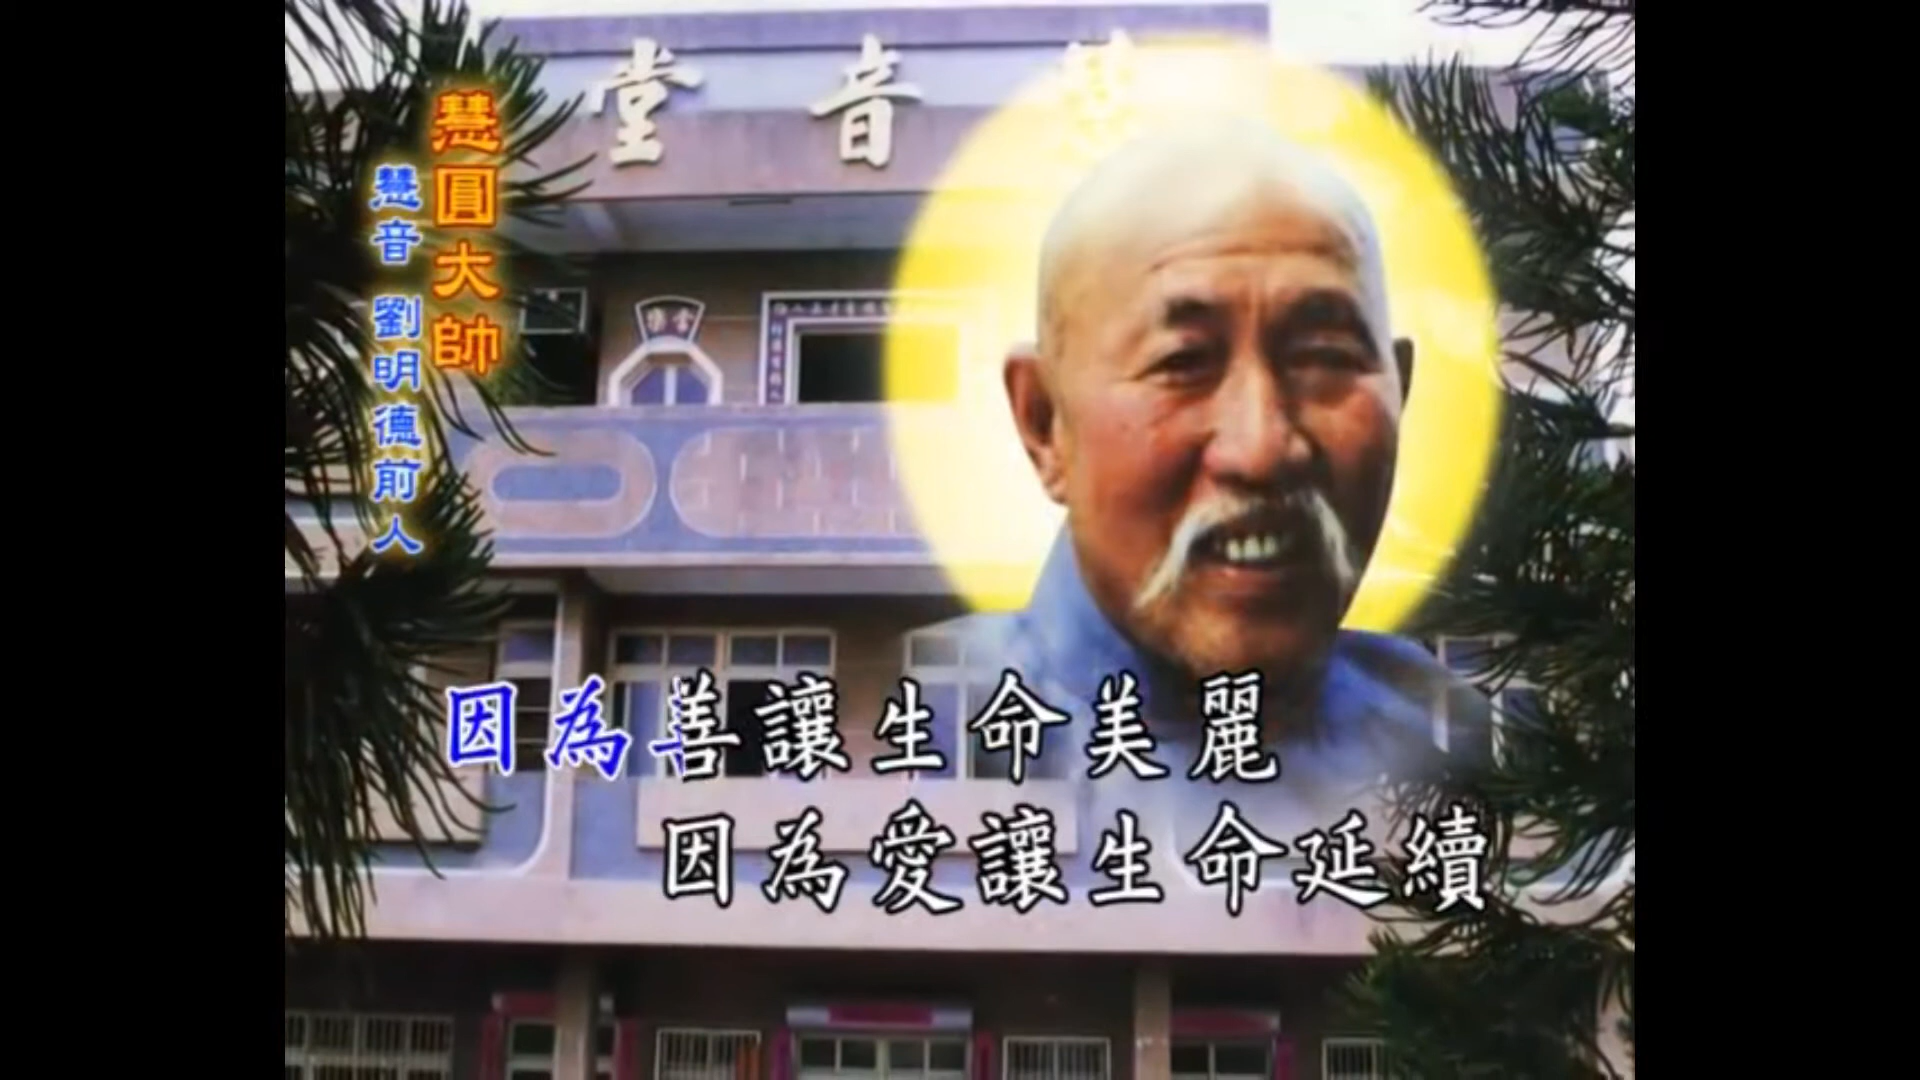 慧音堂
慧圓大帥
慧音 劉明德前人
因為善讓生命美麗
因為愛讓生命延續